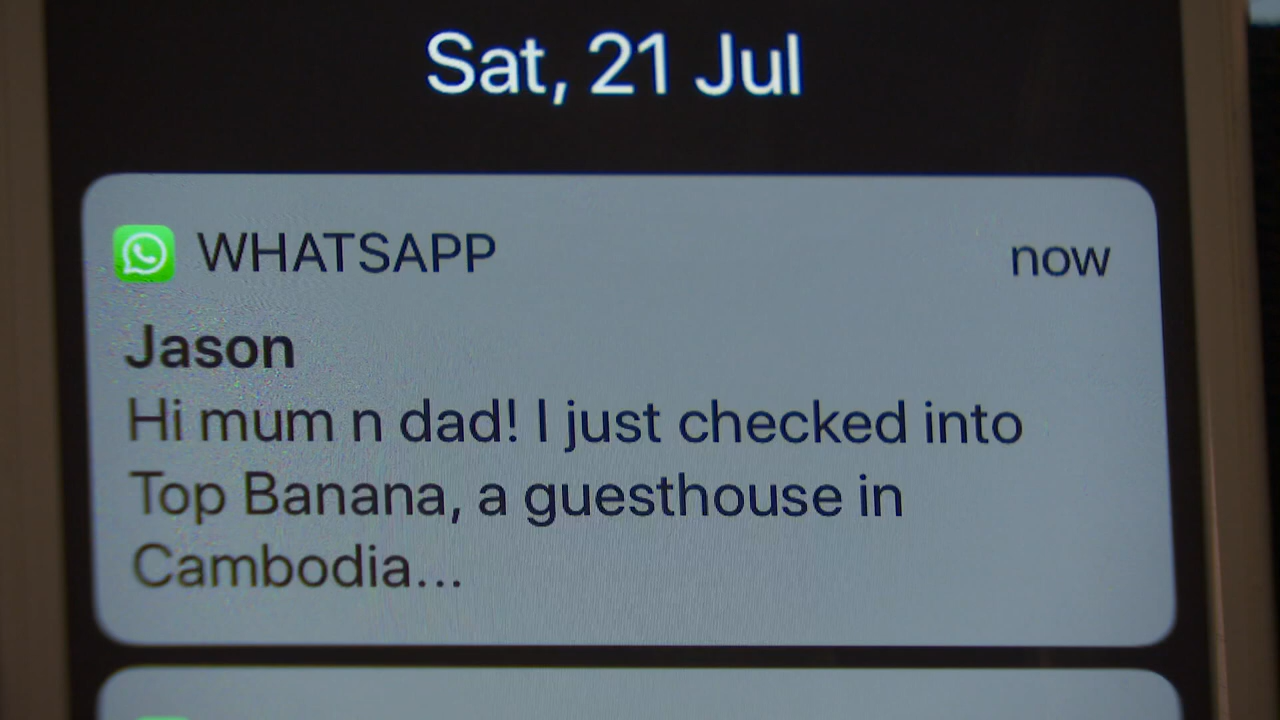 Sat, 21 Jul
WHATSAPP now
Jason
Hi mum n dad! I just checked into
Top Banana, a guesthouse in
Cambodia...